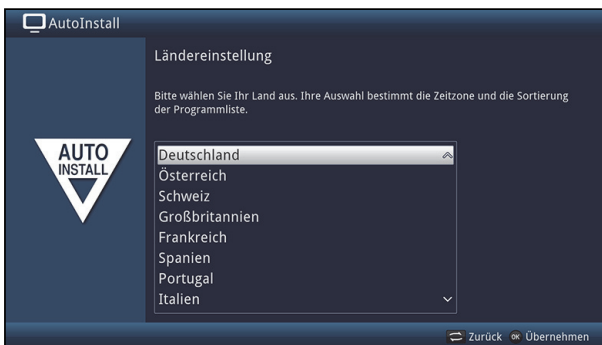 AutoInstall
Ländereinstellung
Bitte wählen Sie Ihr Land aus. Ihre Auswahl bestimmt die Zeitzone und die Sortierung
der Programmliste.
AUTO
INSTALL
Deutschland
Österreich
Schweiz
Großbritannien
Frankreich
Spanien
Portugal
Italien
Zurück OK Übernehmen